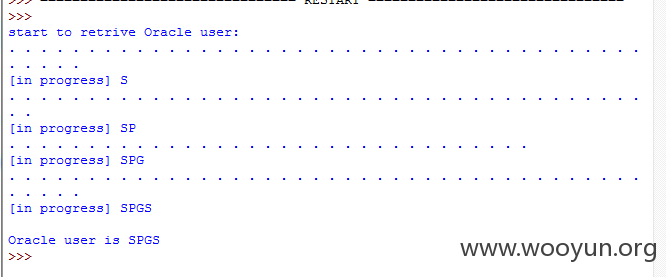 >>> ================================ RESTART ================================
>>>
start to retrive Oracle user:
. . . . . . . . . . . . . . . . . . . . . . . . . . . . . . . . . . . . . . . .
. . . . .
[in progress] S
. . . . . . . . . . . . . . . . . . . . . . . . . . . . . . . . . . . . . . . .
. .
[in progress] SP
. . . . . . . . . . . . . . . . . . . . . . . . . . . . . . . . .
[in progress] SPG
. . . . . . . . . . . . . . . . . . . . . . . . . . . . . . . . . . . . . . . .
. . . . .
[in progress] SPGS
Oracle user is SPGS
>>>
www.wooyun.org